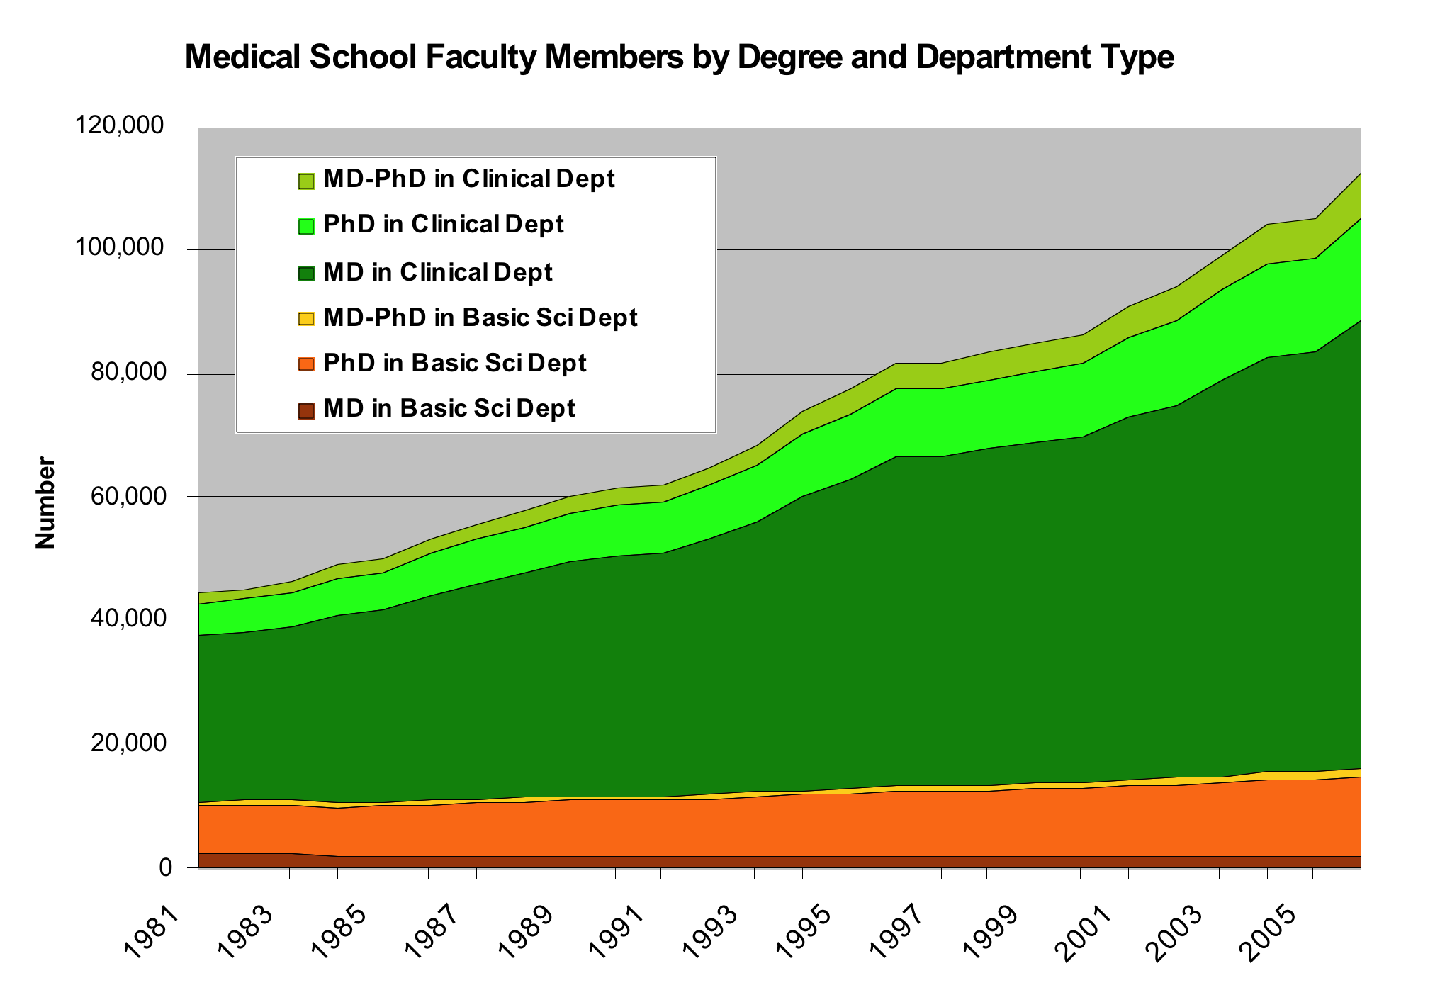 Medical School Faculty Members by Degree and Department Type
120,000
100,000
80,000
60,000
40,000
20,000
0
Number
MD-PhD in Clinical Dept
PhD in Clinical Dept
MD in Clinical Dept
MD-PhD in Basic Sci Dept
PhD in Basic Sci Dept
MD in Basic Sci Dept
1981
1983
1985
1987
1989
1991
1993
1995
1997
1999
2001
2003
2005